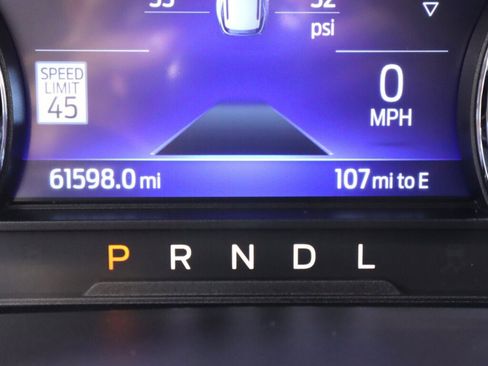 psi
SPEED
LIMIT
45
0
MPH
61598.0 mi
107 mi to E
P R N D L